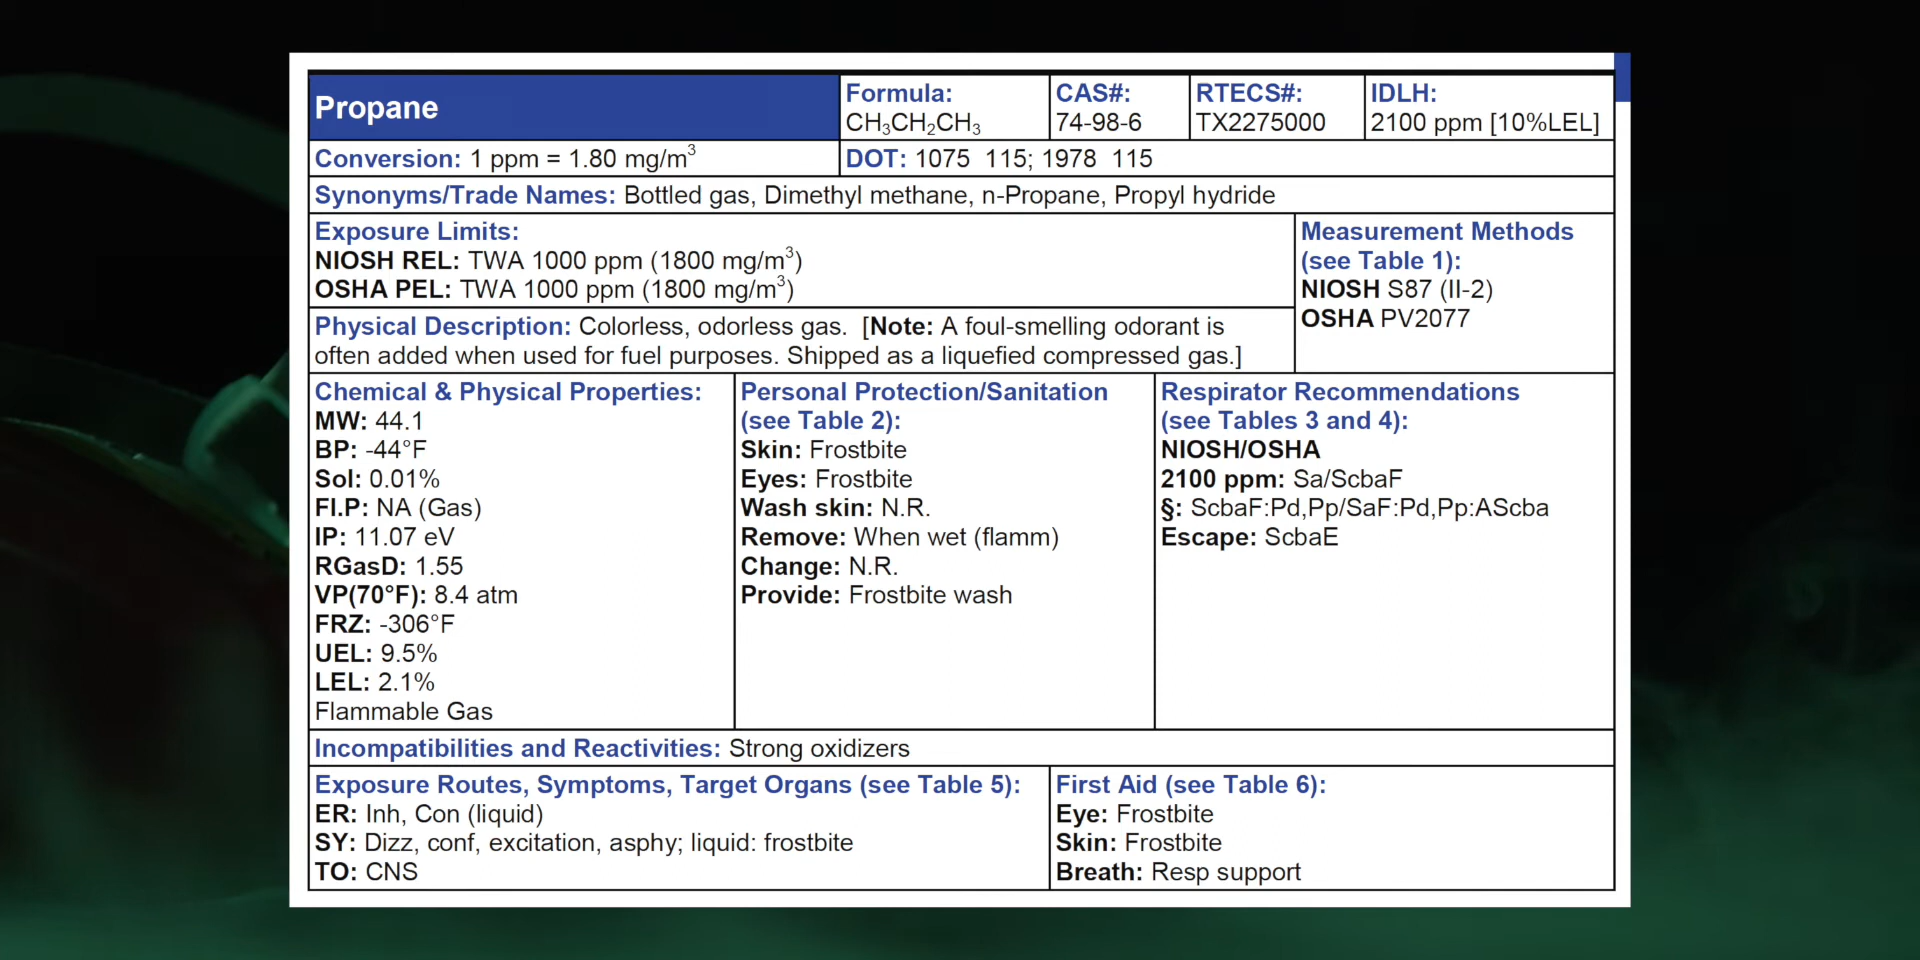 Propane
Formula:
CH₃CH₂CH₃
CAS#:
74-98-6
RTECS#:
TX2275000
IDLH:
2100 ppm [10%LEL]
Conversion: 1 ppm = 1.80 mg/m³
DOT: 1075 115; 1978 115
Synonyms/Trade Names: Bottled gas, Dimethyl methane, n-Propane, Propyl hydride
Exposure Limits:
NIOSH REL: TWA 1000 ppm (1800 mg/m³)
OSHA PEL: TWA 1000 ppm (1800 mg/m³)
Measurement Methods
(see Table 1):
NIOSH S87 (II-2)
OSHA PV2077
Physical Description: Colorless, odorless gas. [Note: A foul-smelling odorant is
often added when used for fuel purposes. Shipped as a liquefied compressed gas.]
Chemical & Physical Properties:
MW: 44.1
BP: -44°F
Sol: 0.01%
Fl.P: NA (Gas)
IP: 11.07 eV
RGasD: 1.55
VP(70°F): 8.4 atm
FRZ: -306°F
UEL: 9.5%
LEL: 2.1%
Flammable Gas
Personal Protection/Sanitation
(see Table 2):
Skin: Frostbite
Eyes: Frostbite
Wash skin: N.R.
Remove: When wet (flamm)
Change: N.R.
Provide: Frostbite wash
Respirator Recommendations
(see Tables 3 and 4):
NIOSH/OSHA
2100 ppm: Sa/ScbaF
§: ScbaF:Pd,Pp/SaF:Pd,Pp:AScba
Escape: ScbaE
Incompatibilities and Reactivities: Strong oxidizers
Exposure Routes, Symptoms, Target Organs (see Table 5):
ER: Inh, Con (liquid)
SY: Dizz, conf, excitation, asphy; liquid: frostbite
TO: CNS
First Aid (see Table 6):
Eye: Frostbite
Skin: Frostbite
Breath: Resp support